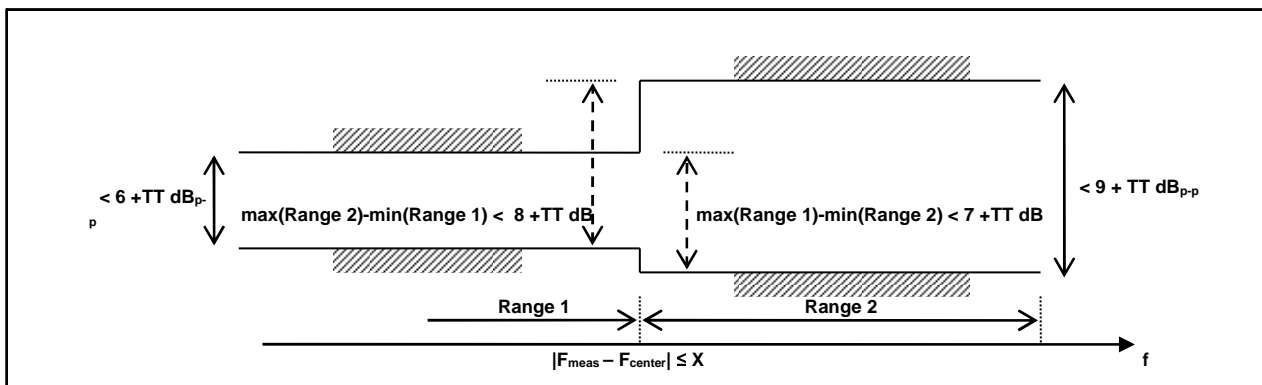 < 6 +TT dBp-
p
max(Range 2)-min(Range 1) < 8 +TT dB
max(Range 1)-min(Range 2) < 7 +TT dB
< 9 + TT dBp-p
Range 1
Range 2
|Fmeas – Fcenter| ≤ X
f